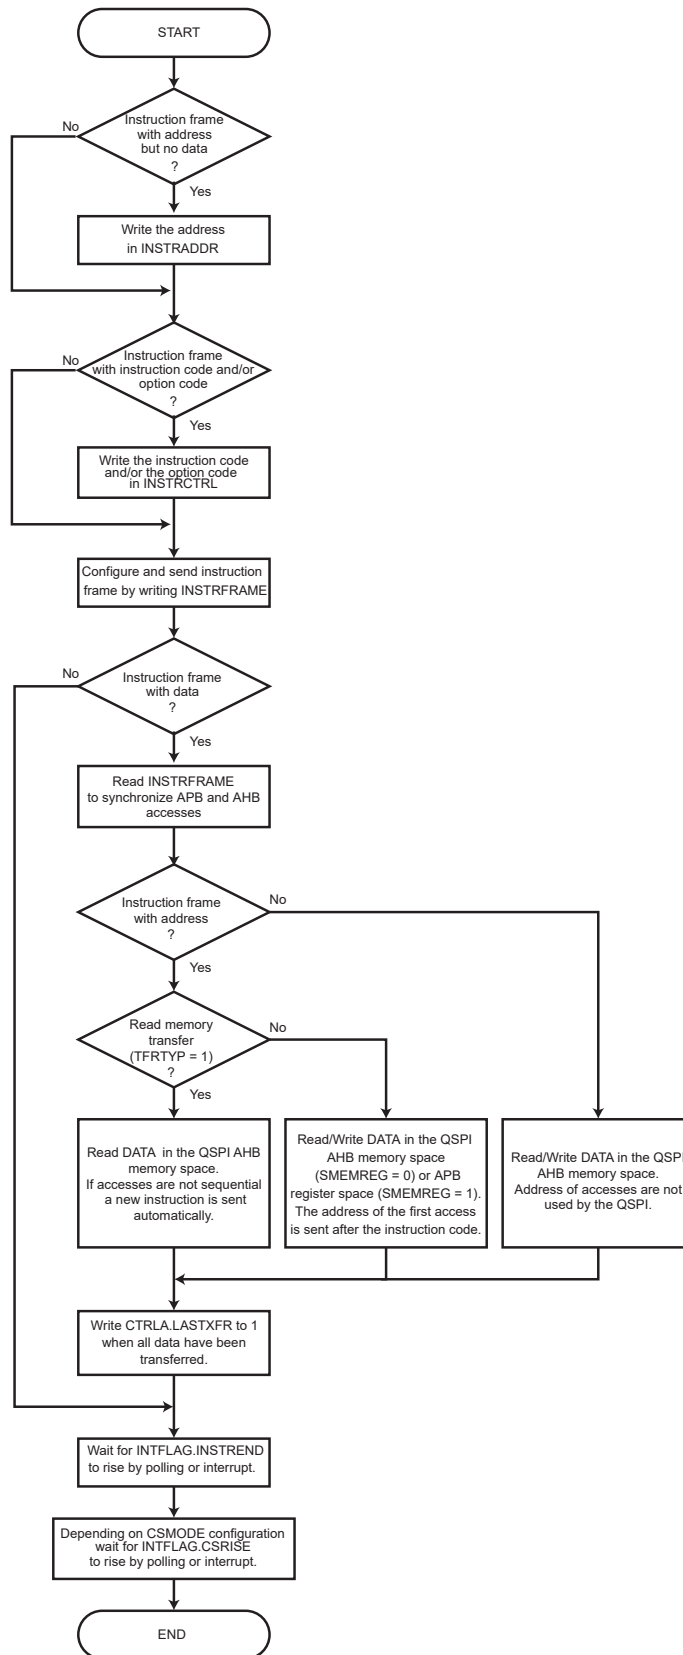 START
No
Instruction frame
with address
but no data
?
Yes
Write the address
in INSTRADDR
No
Instruction frame
with instruction code and/or
option code
?
Yes
Write the instruction code
and/or the option code
in INSTRCTRL
Configure and send instruction
frame by writing INSTRFRAME
No
Instruction frame
with data
?
Yes
Read INSTRFRAME
to synchronize APB and AHB
accesses
Instruction frame
with address
?
No
Yes
Read memory
transfer
(TFRTYP = 1)
?
No
Yes
Read DATA in the QSPI AHB
memory space.
If accesses are not sequential
a new instruction is sent
automatically.
Read/Write DATA in the QSPI
AHB memory space
(SMEMREG = 0) or APB
register space (SMEMREG = 1).
The address of the first access
is sent after the instruction code.
Read/Write DATA in the QSPI
AHB memory space.
Address of accesses are not
used by the QSPI.
Write CTRLA.LASTXFR to 1
when all data have been
transferred.
Wait for INTFLAG.INSTREND
to rise by polling or interrupt.
Depending on CSMODE configuration
wait for INTFLAG.CSRISE
to rise by polling or interrupt.
END